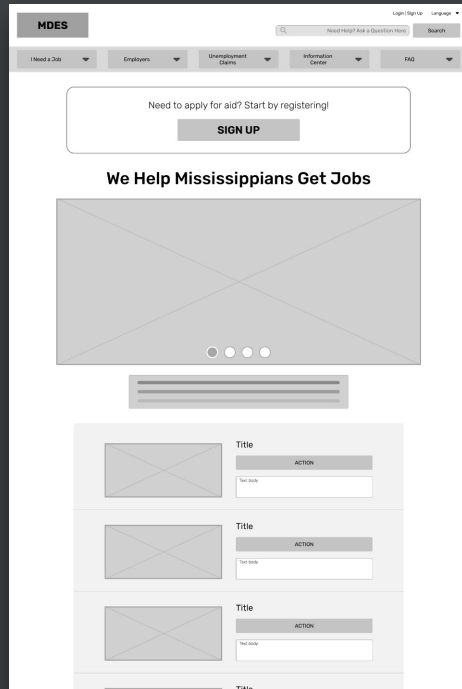 Login | Sign Up Language
MDES
Need Help? Ask a Question Here
Search
I Need a Job
Employers
Unemployment
Claims
Information
Center
FAQ
Need to apply for aid? Start by registering!
SIGN UP
We Help Mississippians Get Jobs
Title
ACTION
Text body
Title
ACTION
Text body
Title
ACTION
Text body
Title